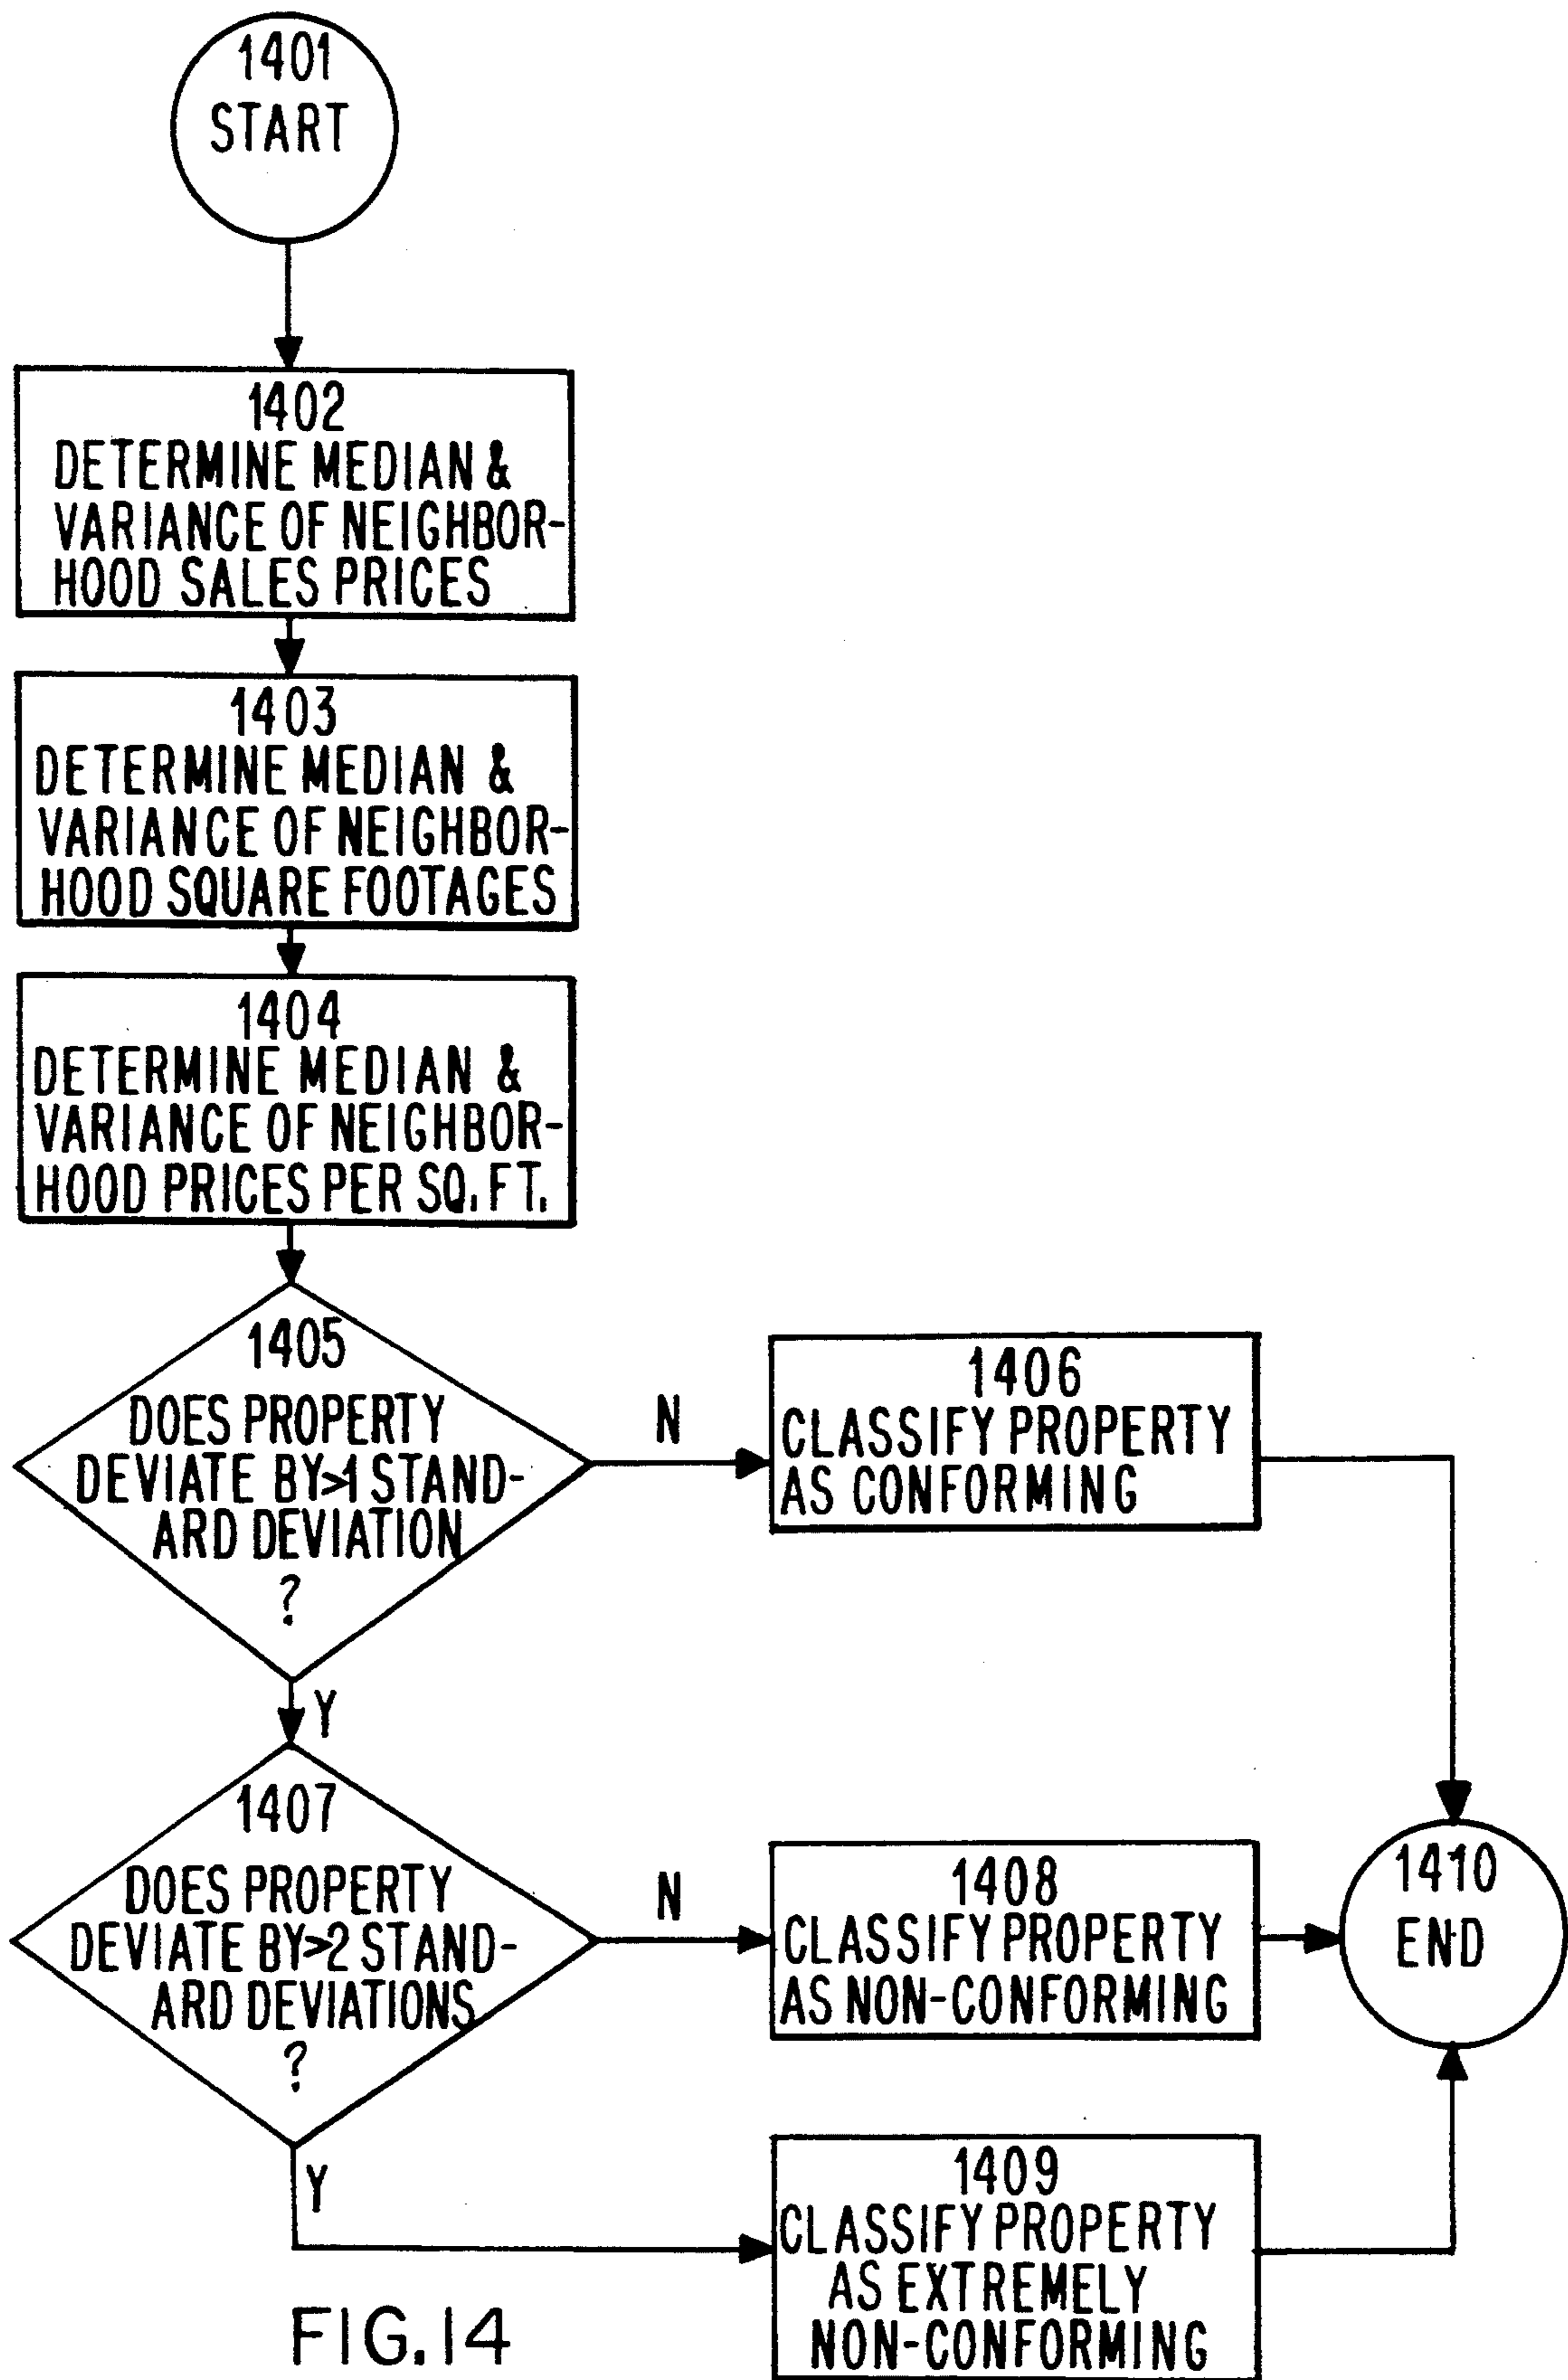 1401
START
1402
DETERMINE MEDIAN &
VARIANCE OF NEIGHBOR-
HOOD SALES PRICES
1403
DETERMINE MEDIAN &
VARIANCE OF NEIGHBOR-
HOOD SQUARE FOOTAGES
1404
DETERMINE MEDIAN &
VARIANCE OF NEIGHBOR-
HOOD PRICES PER SQ. FT.
1405
DOES PROPERTY
DEVIATE BY>1 STAND-
ARD DEVIATION
?
N
1406
CLASSIFY PROPERTY
AS CONFORMING
Y
1407
DOES PROPERTY
DEVIATE BY>2 STAND-
ARD DEVIATIONS
?
N
1408
CLASSIFY PROPERTY
AS NON-CONFORMING
1410
END
Y
1409
CLASSIFY PROPERTY
AS EXTREMELY
NON-CONFORMING
FIG. 14